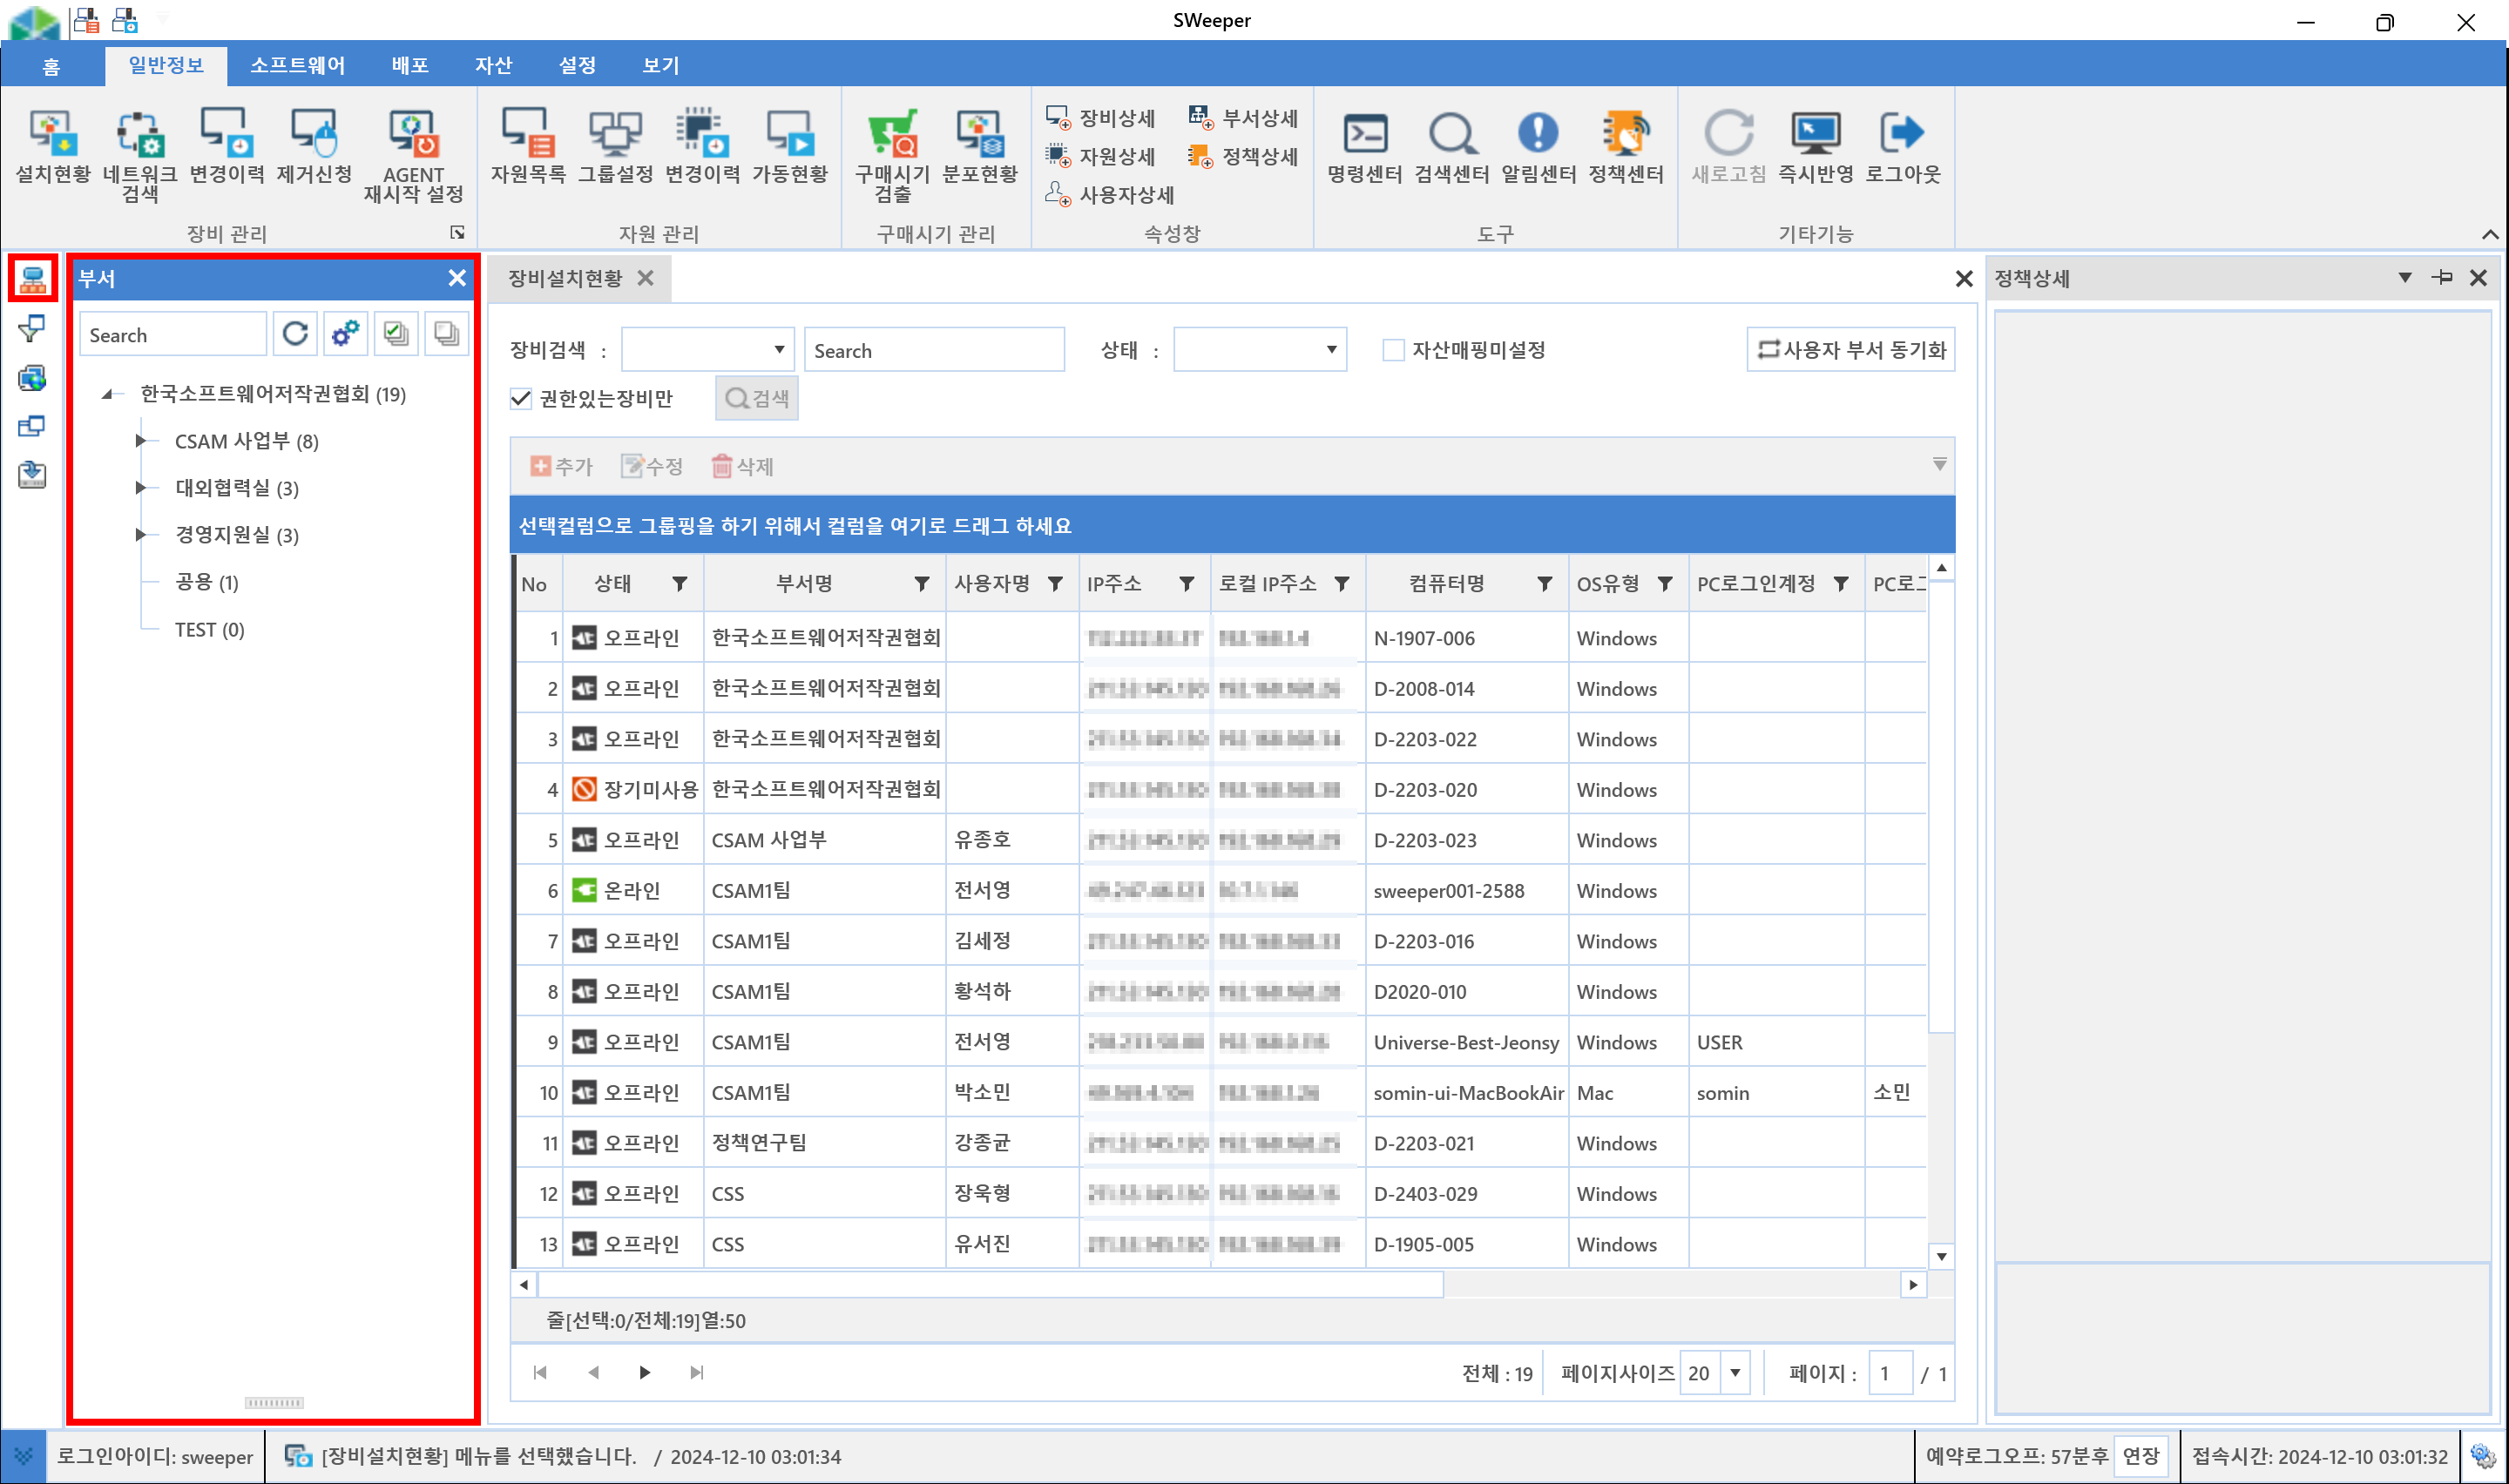 SWeeper
홈 일반정보 소프트웨어 배포 자산 설정 보기
설치현황 네트워크 검색 변경이력 제거신청 AGENT 재시작 설정
장비 관리
자원목록 그룹설정 변경이력 가동현황
자원 관리
구매시기 검출 분포현황
구매시기 관리
장비상세 부서상세
자원상세 정책상세
사용자상세
속성창
명령센터 검색센터 알림센터 정책센터
도구
새로고침 즉시반영 로그아웃
기타기능
부서
Search
한국소프트웨어저작권협회 (19)
CSAM 사업부 (8)
대외협력실 (3)
경영지원실 (3)
공용 (1)
TEST (0)
장비설치현황
장비검색 : Search 상태 : 자산매핑미설정 사용자 부서 동기화
권한있는장비만 검색
추가 수정 삭제
선택컬럼으로 그룹핑을 하기 위해서 컬럼을 여기로 드래그 하세요
No 상태 부서명 사용자명 IP주소 로컬 IP주소 컴퓨터명 OS유형 PC로그인계정 PC로그
1 오프라인 한국소프트웨어저작권협회 N-1907-006 Windows
2 오프라인 한국소프트웨어저작권협회 D-2008-014 Windows
3 오프라인 한국소프트웨어저작권협회 D-2203-022 Windows
4 장기미사용 한국소프트웨어저작권협회 D-2203-020 Windows
5 오프라인 CSAM 사업부 유종호 D-2203-023 Windows
6 온라인 CSAM1팀 전서영 sweeper001-2588 Windows
7 오프라인 CSAM1팀 김세정 D-2203-016 Windows
8 오프라인 CSAM1팀 황석하 D2020-010 Windows
9 오프라인 CSAM1팀 전서영 Universe-Best-Jeonsy Windows USER
10 오프라인 CSAM1팀 박소민 somin-ui-MacBookAir Mac somin 소민
11 오프라인 정책연구팀 강종균 D-2203-021 Windows
12 오프라인 CSS 장욱형 D-2403-029 Windows
13 오프라인 CSS 유서진 D-1905-005 Windows
줄[선택:0/전체:19]열:50
전체 : 19 페이지사이즈 20 페이지 : 1 / 1
정책상세
로그인아이디: sweeper [장비설치현황] 메뉴를 선택했습니다. / 2024-12-10 03:01:34 예약로그오프: 57분후 연장 접속시간: 2024-12-10 03:01:32